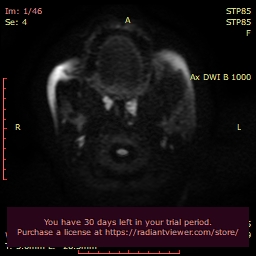 Im: 1/46
STP85
Se: 4
STP85
A
F
Ax DWI B 1000
R
L
You have 30 days left in your trial period.
Purchase a license at https://radiantviewer.com/store/